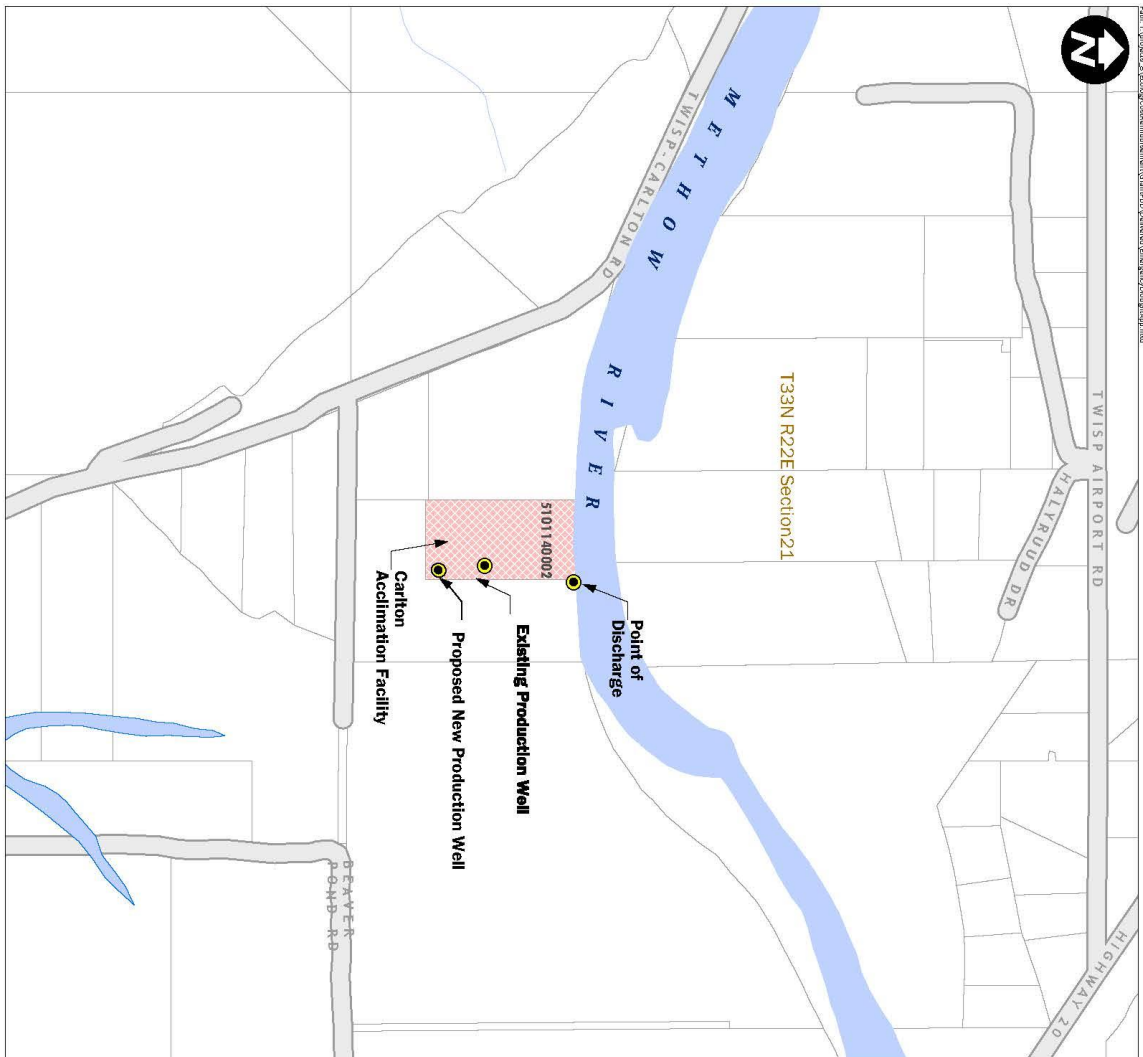 N
TWISP AIRPORT RD
HIGHWAY 20
HALYRUUD DR
T33N R22E Section21
METHOW RIVER
TWISP-CARLTON RD
5101140002
Point of
Discharge
Existing Production Well
Proposed New Production Well
Carlton
Acclimation Facility
BEAVER
POND RD